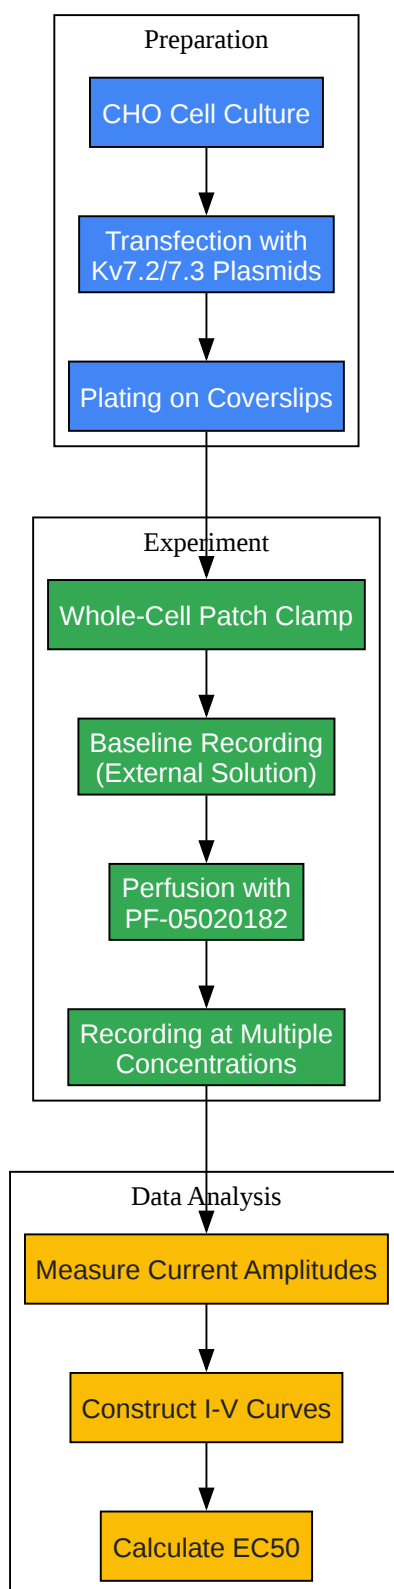 Preparation
CHO Cell Culture
Transfection with
Kv7.2/7.3 Plasmids
Plating on Coverslips
Experiment
Whole-Cell Patch Clamp
Baseline Recording
(External Solution)
Perfusion with
PF-05020182
Recording at Multiple
Concentrations
Data Analysis
Measure Current Amplitudes
Construct I-V Curves
Calculate EC50